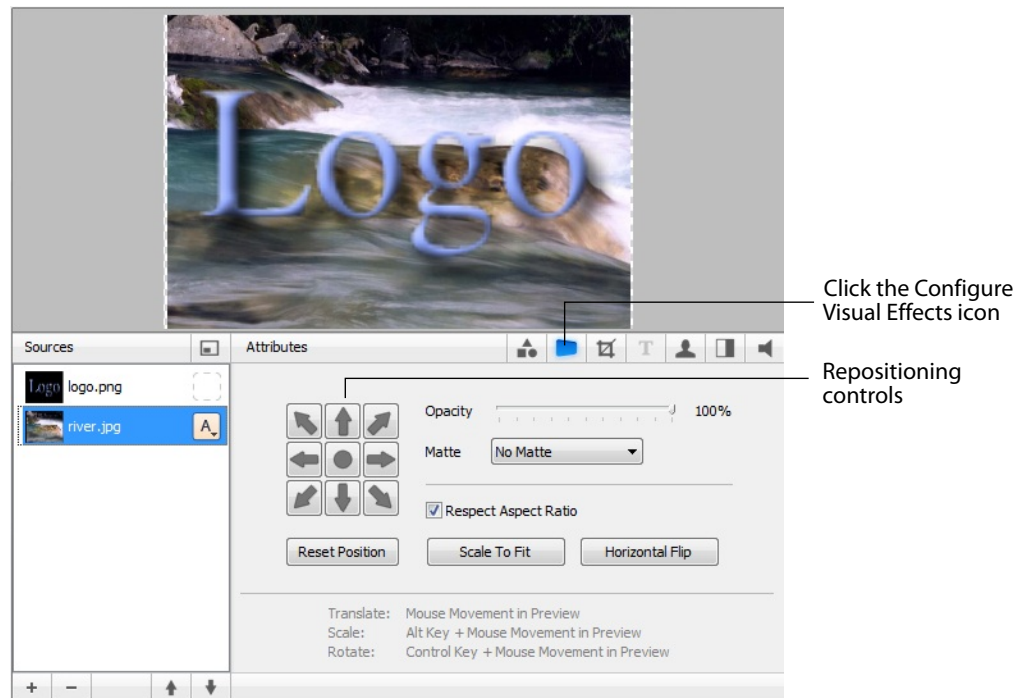 Logo
Click the Configure
Visual Effects icon
Sources
Attributes
T
Repositioning
controls
Logo logo.png
river.jpg
A
Opacity
100%
Matte
No Matte
Respect Aspect Ratio
Reset Position
Scale To Fit
Horizontal Flip
Translate: Mouse Movement in Preview
Scale: Alt Key + Mouse Movement in Preview
Rotate: Control Key + Mouse Movement in Preview
+ −